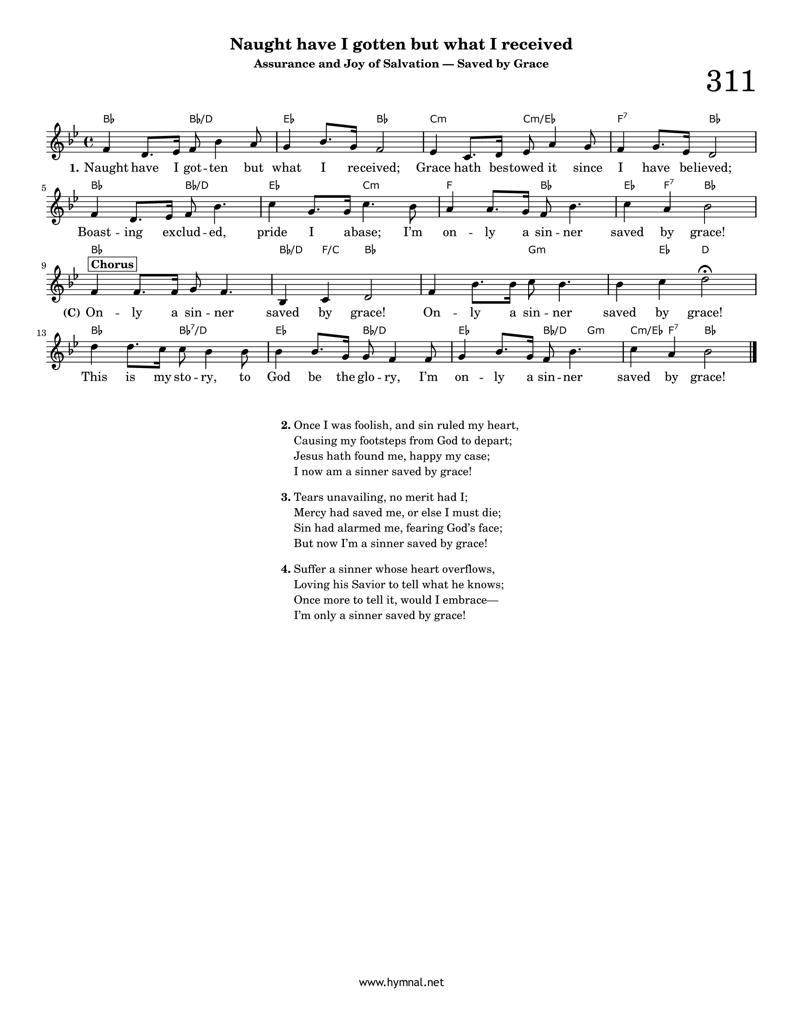 Naught have I gotten but what I received
Assurance and Joy of Salvation — Saved by Grace
311
B♭ B♭/D E♭ B♭ Cm Cm/E♭ F7 B♭
1. Naught have I got - ten but what I received; Grace hath bestowed it since I have believed;
5 B♭ B♭/D E♭ Cm F B♭ E♭ F7 B♭
Boast - ing exclud - ed, pride I abase; I'm on - ly a sin - ner saved by grace!
B♭ B♭/D F/C B♭ Gm E♭ D
9 Chorus
(C) On - ly a sin - ner saved by grace! On - ly a sin - ner saved by grace!
13 B♭ B♭7/D E♭ B♭/D E♭ B♭/D Gm Cm/E♭ F7 B♭
This is my sto - ry, to God be the glo - ry, I'm on - ly a sin - ner saved by grace!
2. Once I was foolish, and sin ruled my heart,
Causing my footsteps from God to depart;
Jesus hath found me, happy my case;
I now am a sinner saved by grace!
3. Tears unavailing, no merit had I;
Mercy had saved me, or else I must die;
Sin had alarmed me, fearing God's face;
But now I'm a sinner saved by grace!
4. Suffer a sinner whose heart overflows,
Loving his Savior to tell what he knows;
Once more to tell it, would I embrace—
I'm only a sinner saved by grace!
www.hymnal.net